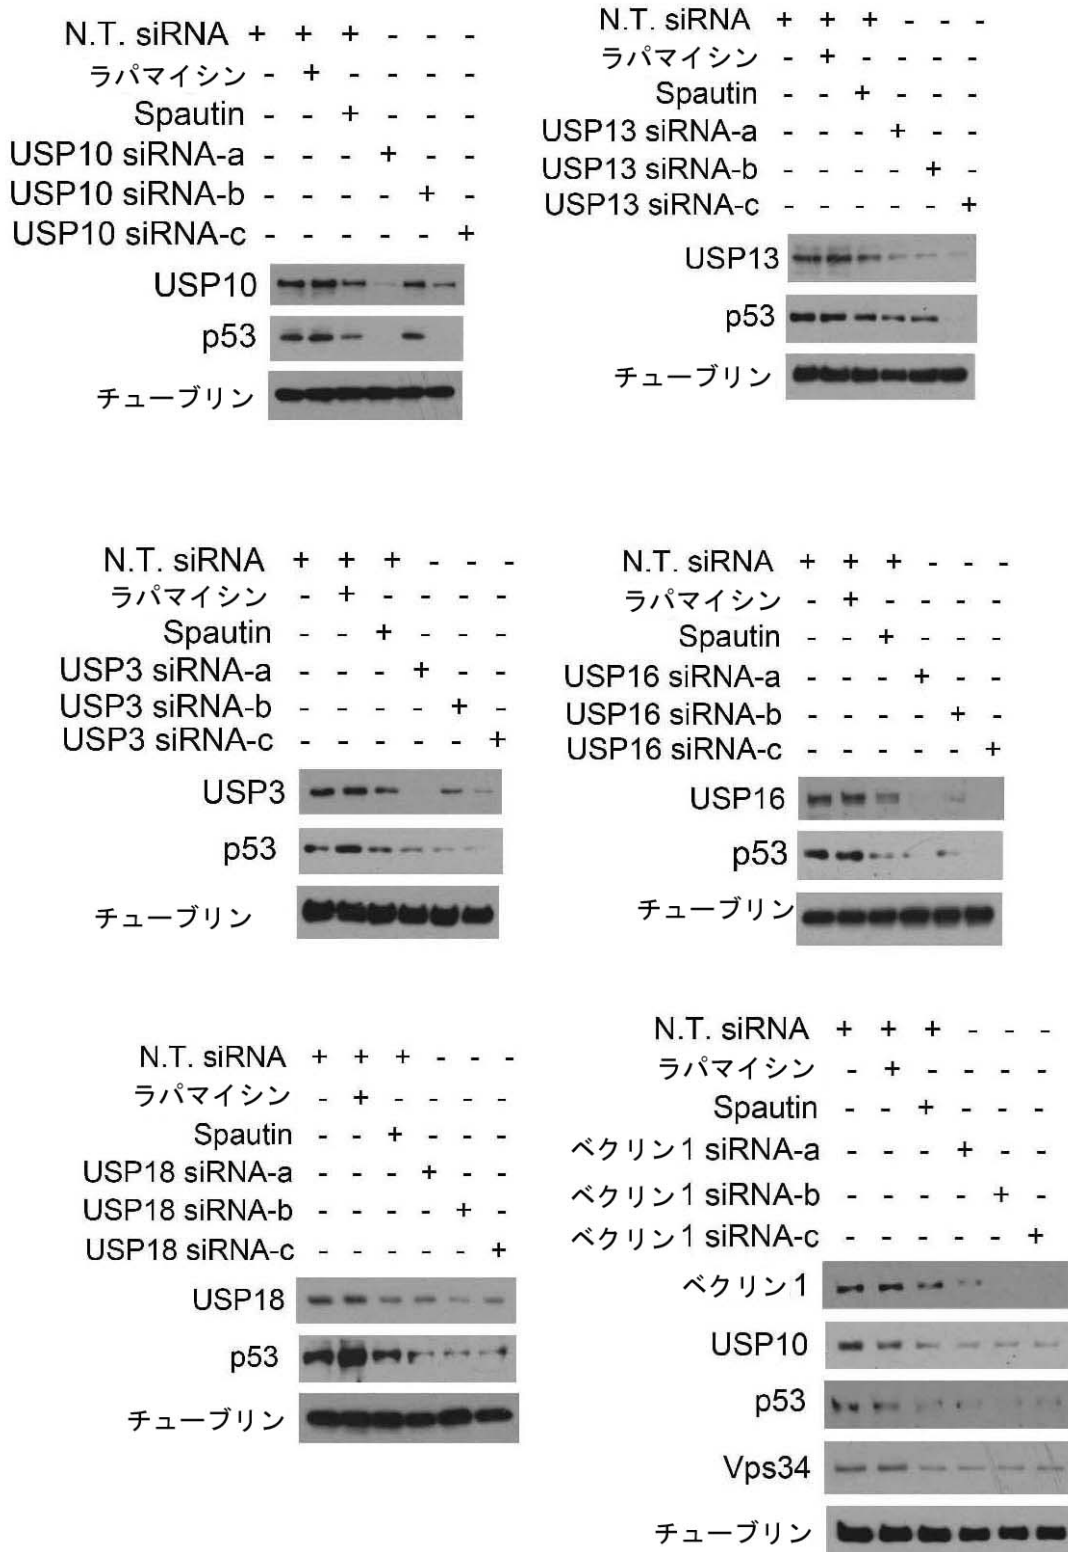 N.T. siRNA + + + - - -
ラパマイシン - + - - - -
Spautin - - + - - -
USP10 siRNA-a - - - + - -
USP10 siRNA-b - - - - + -
USP10 siRNA-c - - - - - +
USP10
p53
チューブリン
N.T. siRNA + + + - - -
ラパマイシン - + - - - -
Spautin - - + - - -
USP13 siRNA-a - - - + - -
USP13 siRNA-b - - - - + -
USP13 siRNA-c - - - - - +
USP13
p53
チューブリン
N.T. siRNA + + + - - -
ラパマイシン - + - - - -
Spautin - - + - - -
USP3 siRNA-a - - - + - -
USP3 siRNA-b - - - - + -
USP3 siRNA-c - - - - - +
USP3
p53
チューブリン
N.T. siRNA + + + - - -
ラパマイシン - + - - - -
Spautin - - + - - -
USP16 siRNA-a - - - + - -
USP16 siRNA-b - - - - + -
USP16 siRNA-c - - - - - +
USP16
p53
チューブリン
N.T. siRNA + + + - - -
ラパマイシン - + - - - -
Spautin - - + - - -
USP18 siRNA-a - - - + - -
USP18 siRNA-b - - - - + -
USP18 siRNA-c - - - - - +
USP18
p53
チューブリン
N.T. siRNA + + + - - -
ラパマイシン - + - - - -
Spautin - - + - - -
ベクリン1 siRNA-a - - - + - -
ベクリン1 siRNA-b - - - - + -
ベクリン1 siRNA-c - - - - - +
ベクリン1
USP10
p53
Vps34
チューブリン